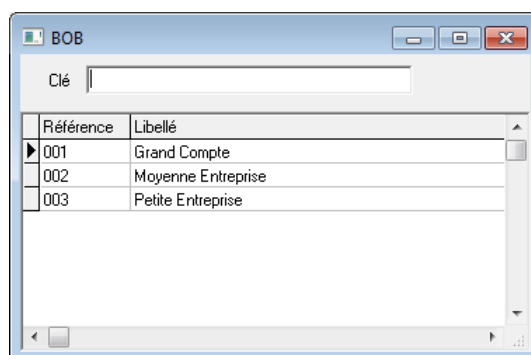 BOB
Clé
Référence Libellé
001 Grand Compte
002 Moyenne Entreprise
003 Petite Entreprise